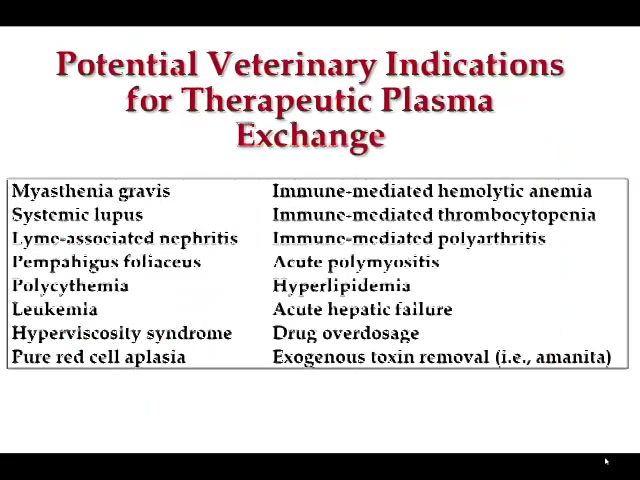 Potential Veterinary Indications
for Therapeutic Plasma
Exchange
Myasthenia gravis
Systemic lupus
Lyme-associated nephritis
Pempahigus foliaceus
Polycythemia
Leukemia
Hyperviscosity syndrome
Pure red cell aplasia
Immune-mediated hemolytic anemia
Immune-mediated thrombocytopenia
Immune-mediated polyarthritis
Acute polymyositis
Hyperlipidemia
Acute hepatic failure
Drug overdosage
Exogenous toxin removal (i.e., amanita)